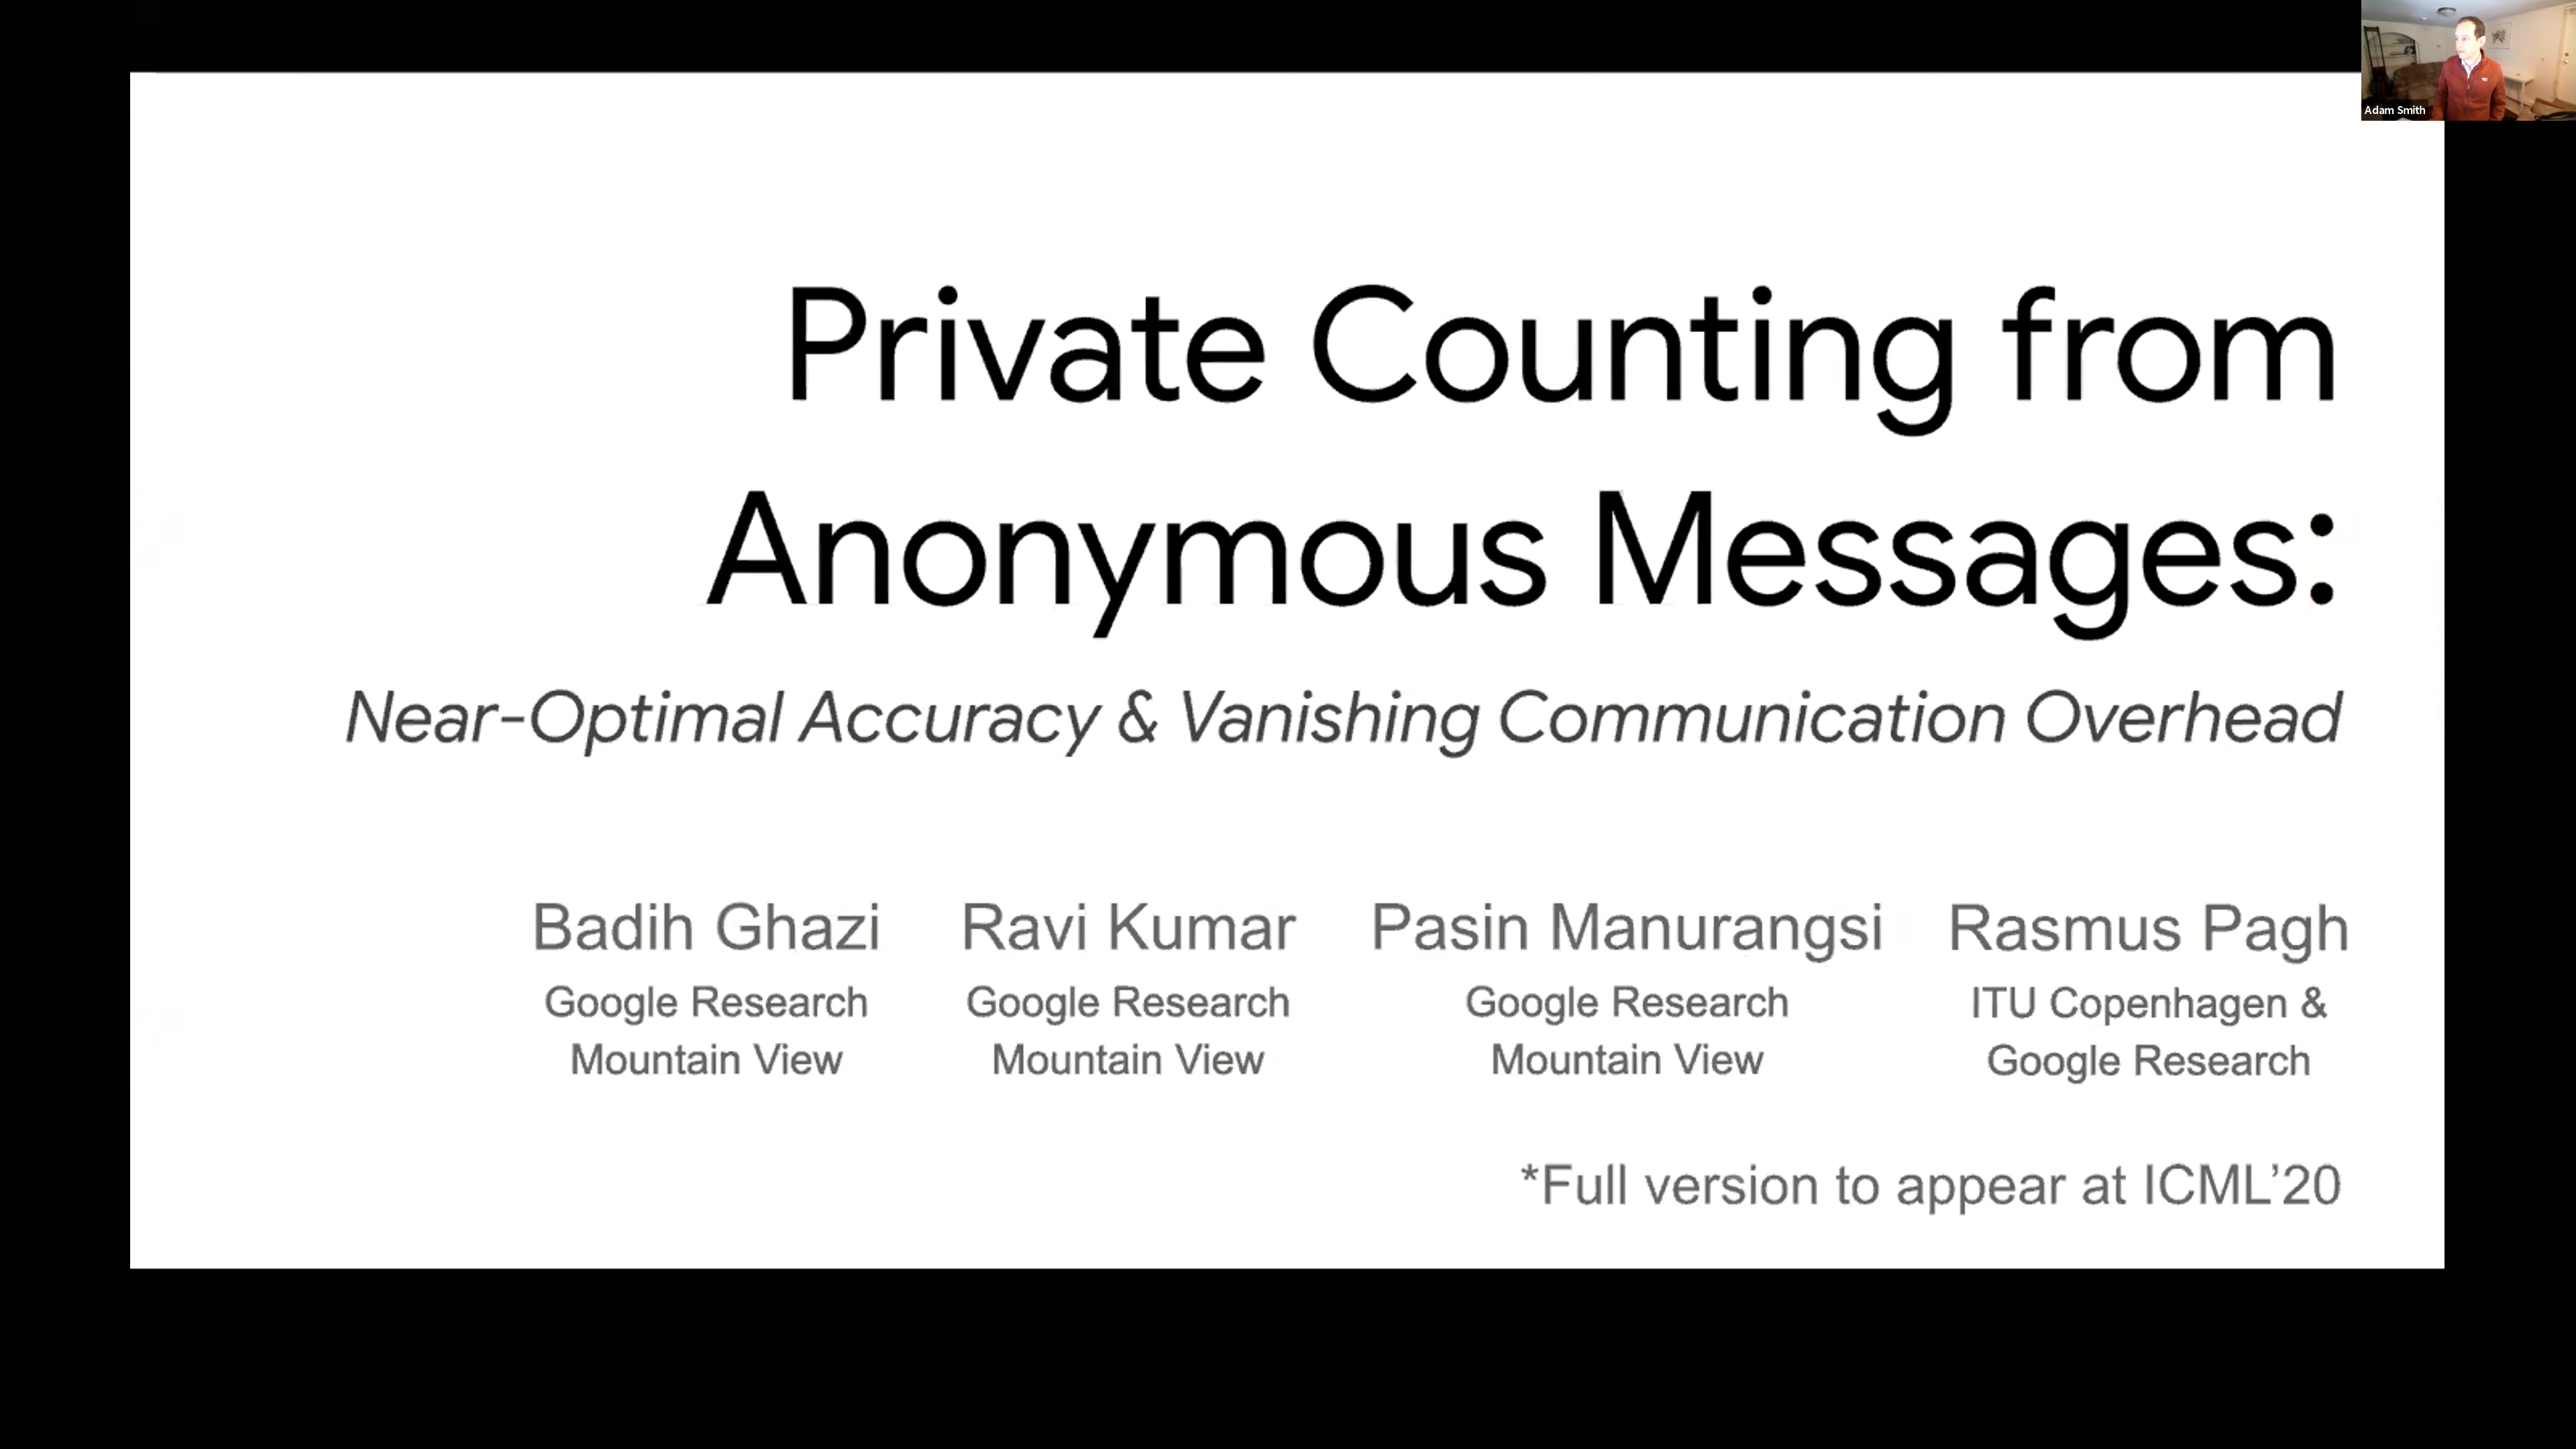 Adam Smith
Private Counting from
Anonymous Messages:
Near-Optimal Accuracy & Vanishing Communication Overhead
Badih Ghazi
Google Research
Mountain View
Ravi Kumar
Google Research
Mountain View
Pasin Manurangsi
Google Research
Mountain View
Rasmus Pagh
ITU Copenhagen &
Google Research
*Full version to appear at ICML’20